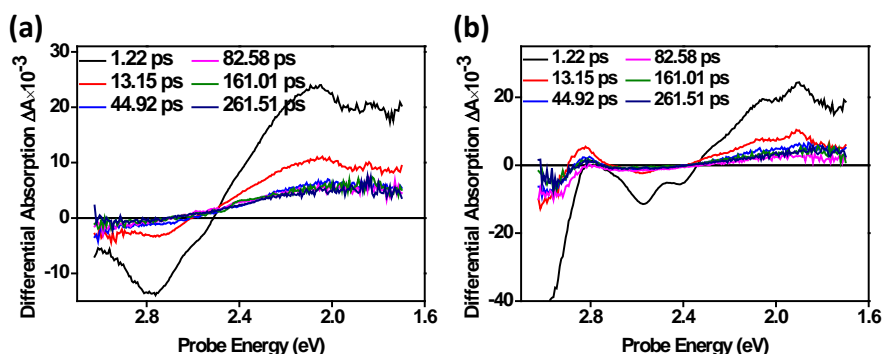 (a)
Differential Absorption ΔA×10⁻³
30
20
10
0
-10
1.22 ps
13.15 ps
44.92 ps
82.58 ps
161.01 ps
261.51 ps
2.8 2.4 2.0 1.6
Probe Energy (eV)
(b)
Differential Absorption ΔA×10⁻³
20
0
-20
-40
1.22 ps
13.15 ps
44.92 ps
82.58 ps
161.01 ps
261.51 ps
2.8 2.4 2.0 1.6
Probe Energy (eV)